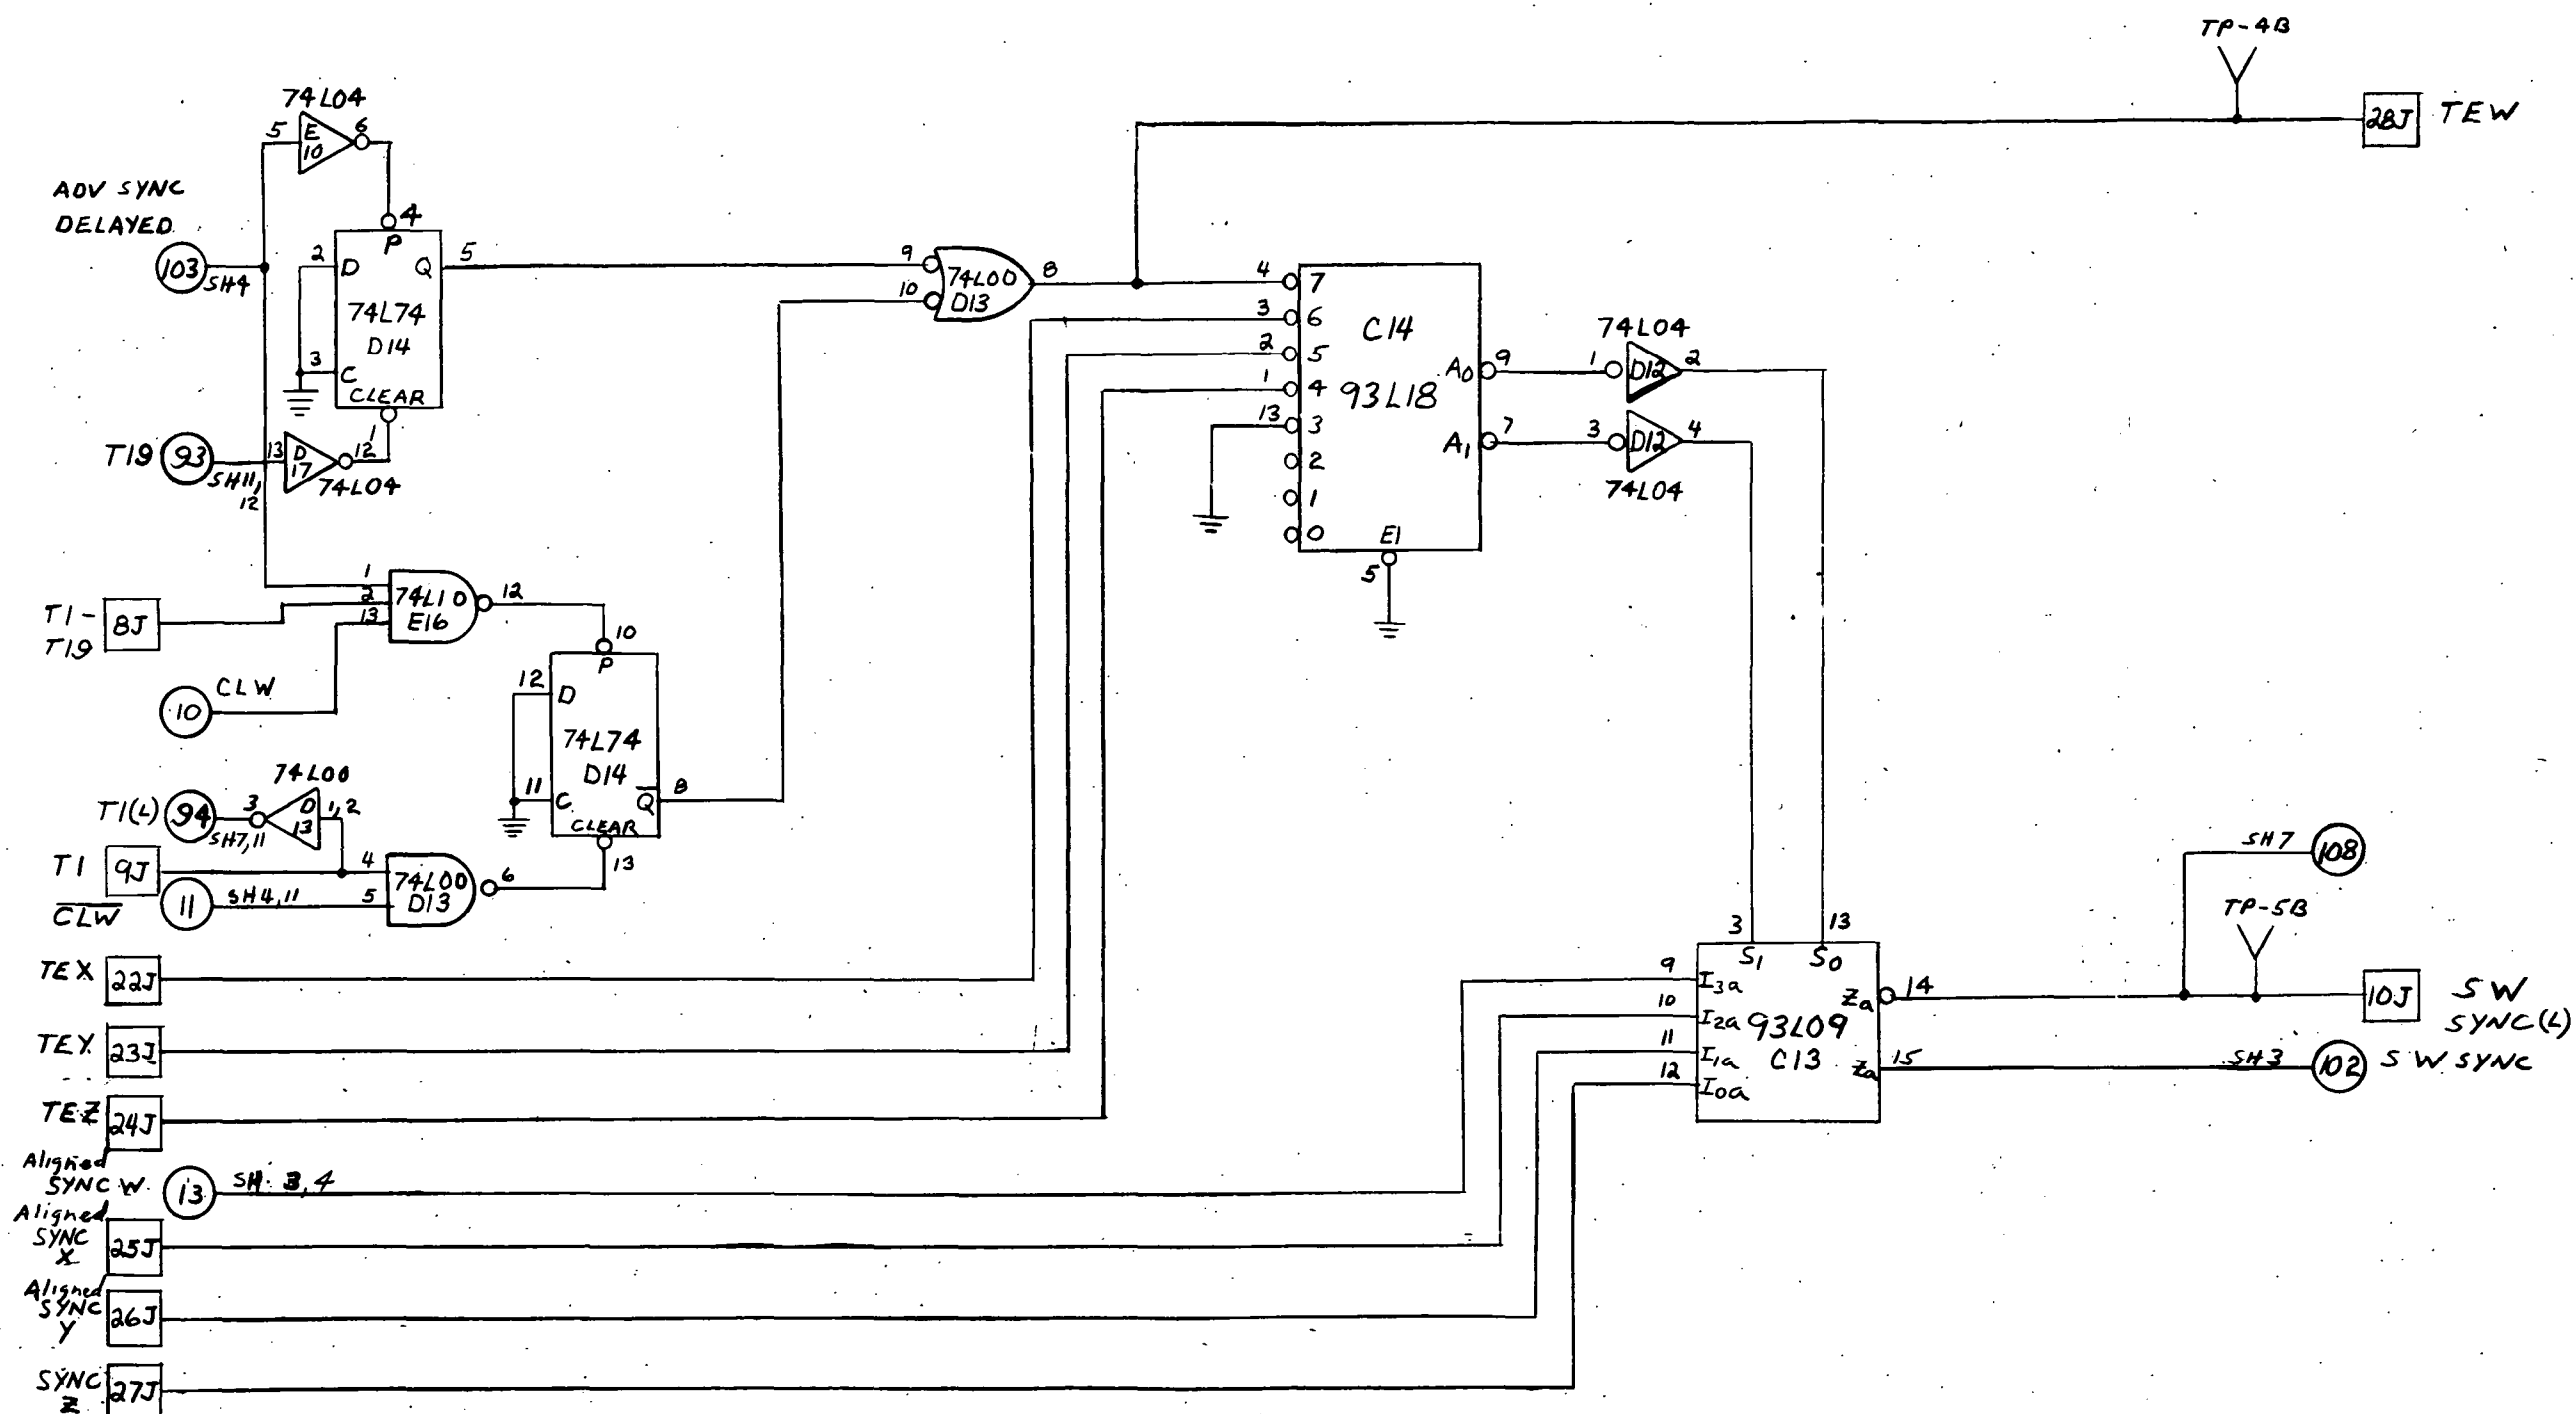 TP-4B
28J TEW
74L04
5 E 10 6
ADV SYNC
DELAYED
103 SH4
4
P
2 D Q 5
74L74
D14
3 C
CLEAR
1
T19 93 SH11, 12
13 D 17 12
74L04
9
10
74L00
D13
8
4 7
3 6
2 5
1 4
13 3
2
1
0
C14
93L18
A0 9
A1 7
E1
5
74L04
1 D12 2
3 D12 4
74L04
T1-
T19
8J
1
2
13
74L10
E16
12
10 CLW
10
P
12 D
74L74
D14
11 C Q̅ 8
CLEAR
13
74L00
T1(L) 94 3 D 13 1,2
SH7,11
T1 9J 4
74L00
D13
6
C̅L̅W̅ 11 SH4,11 5
TEX 22J
TEY 23J
TEZ 24J
Aligned
SYNC W 13 SH 3,4
Aligned
SYNC
X
25J
Aligned
SYNC
Y
26J
SYNC
Z
27J
3 13
S1 S0
9 I3a
10 I2a
11 I1a
12 I0a
93L09
C13
Za 14
Za 15
SH7 108
TP-5B
10J SW
SYNC(L)
SH3 102 SW SYNC